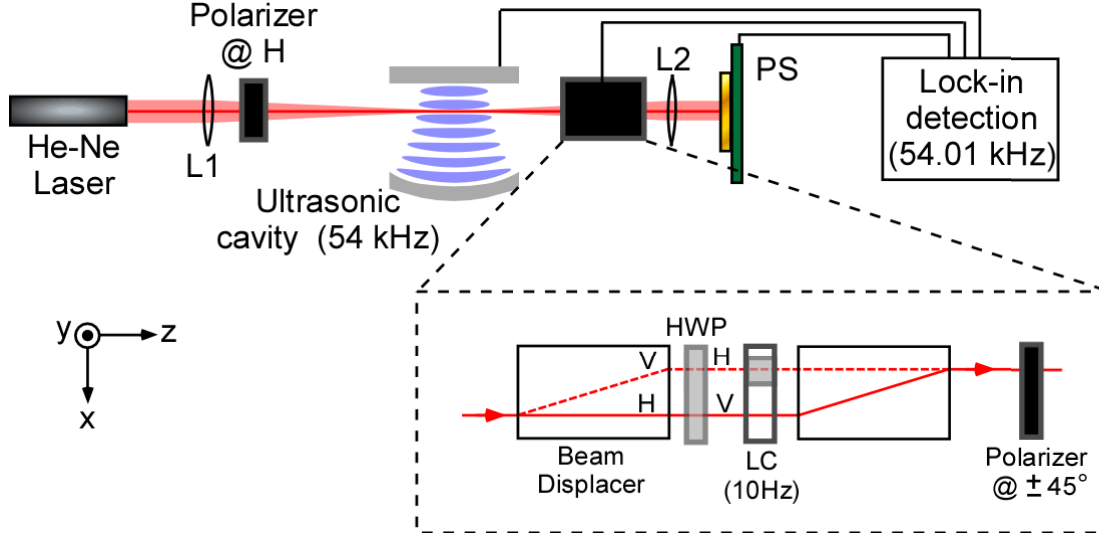 Polarizer
@ H
He-Ne
Laser
L1
Ultrasonic
cavity (54 kHz)
L2
PS
Lock-in
detection
(54.01 kHz)
y
z
x
HWP
V
H
H
V
Beam
Displacer
LC
(10Hz)
Polarizer
@ ± 45°